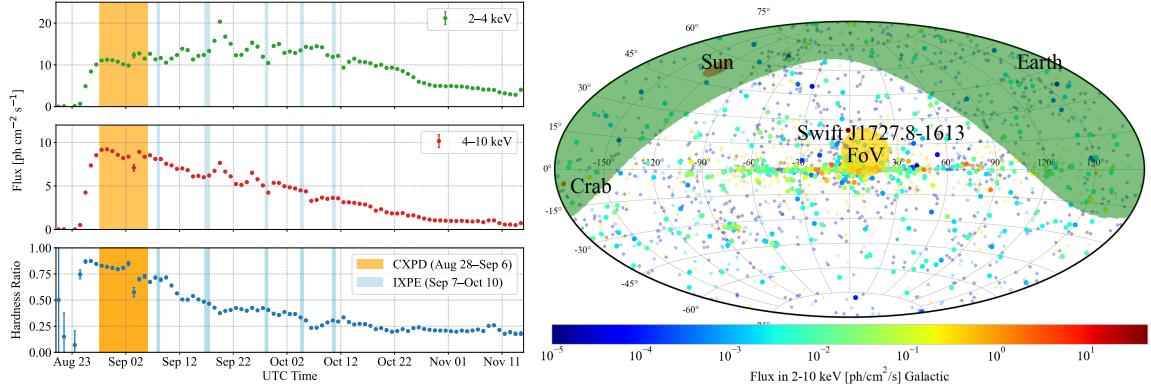 20
10
0
2–4 keV
Flux [ph cm⁻² s⁻¹]
10
5
0
4–10 keV
Hardness Ratio
1.00
0.75
0.50
0.25
0.00
CXPD (Aug 28–Sep 6)
IXPE (Sep 7–Oct 10)
Aug 23 Sep 02 Sep 12 Sep 22 Oct 02 Oct 12 Oct 22 Nov 01 Nov 11
UTC Time
75°
60°
45°
30°
15°
0°
-15°
-30°
-45°
-60°
-150° -120° -90° -60° -30° 0° 30° 60° 90° 120° 150°
Sun
Earth
Swift J1727.8-1613
FoV
Crab
10⁻⁵ 10⁻⁴ 10⁻³ 10⁻² 10⁻¹ 10⁰ 10¹
Flux in 2-10 keV [ph/cm²/s] Galactic